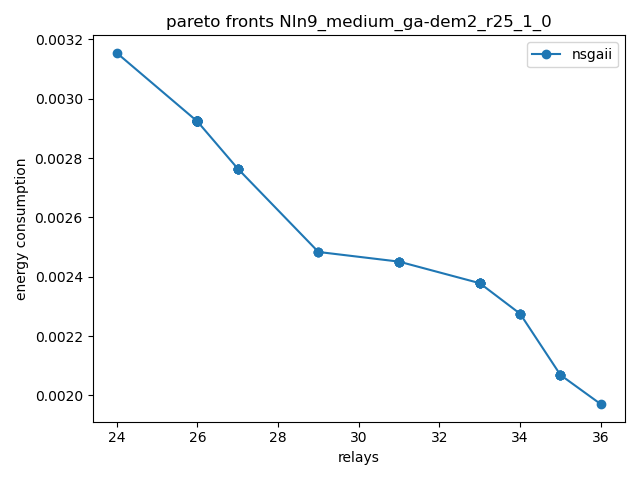 pareto fronts NIn9_medium_ga-dem2_r25_1_0
nsgaii
0.0032
0.0030
0.0028
0.0026
0.0024
0.0022
0.0020
energy consumption
24 26 28 30 32 34 36
relays